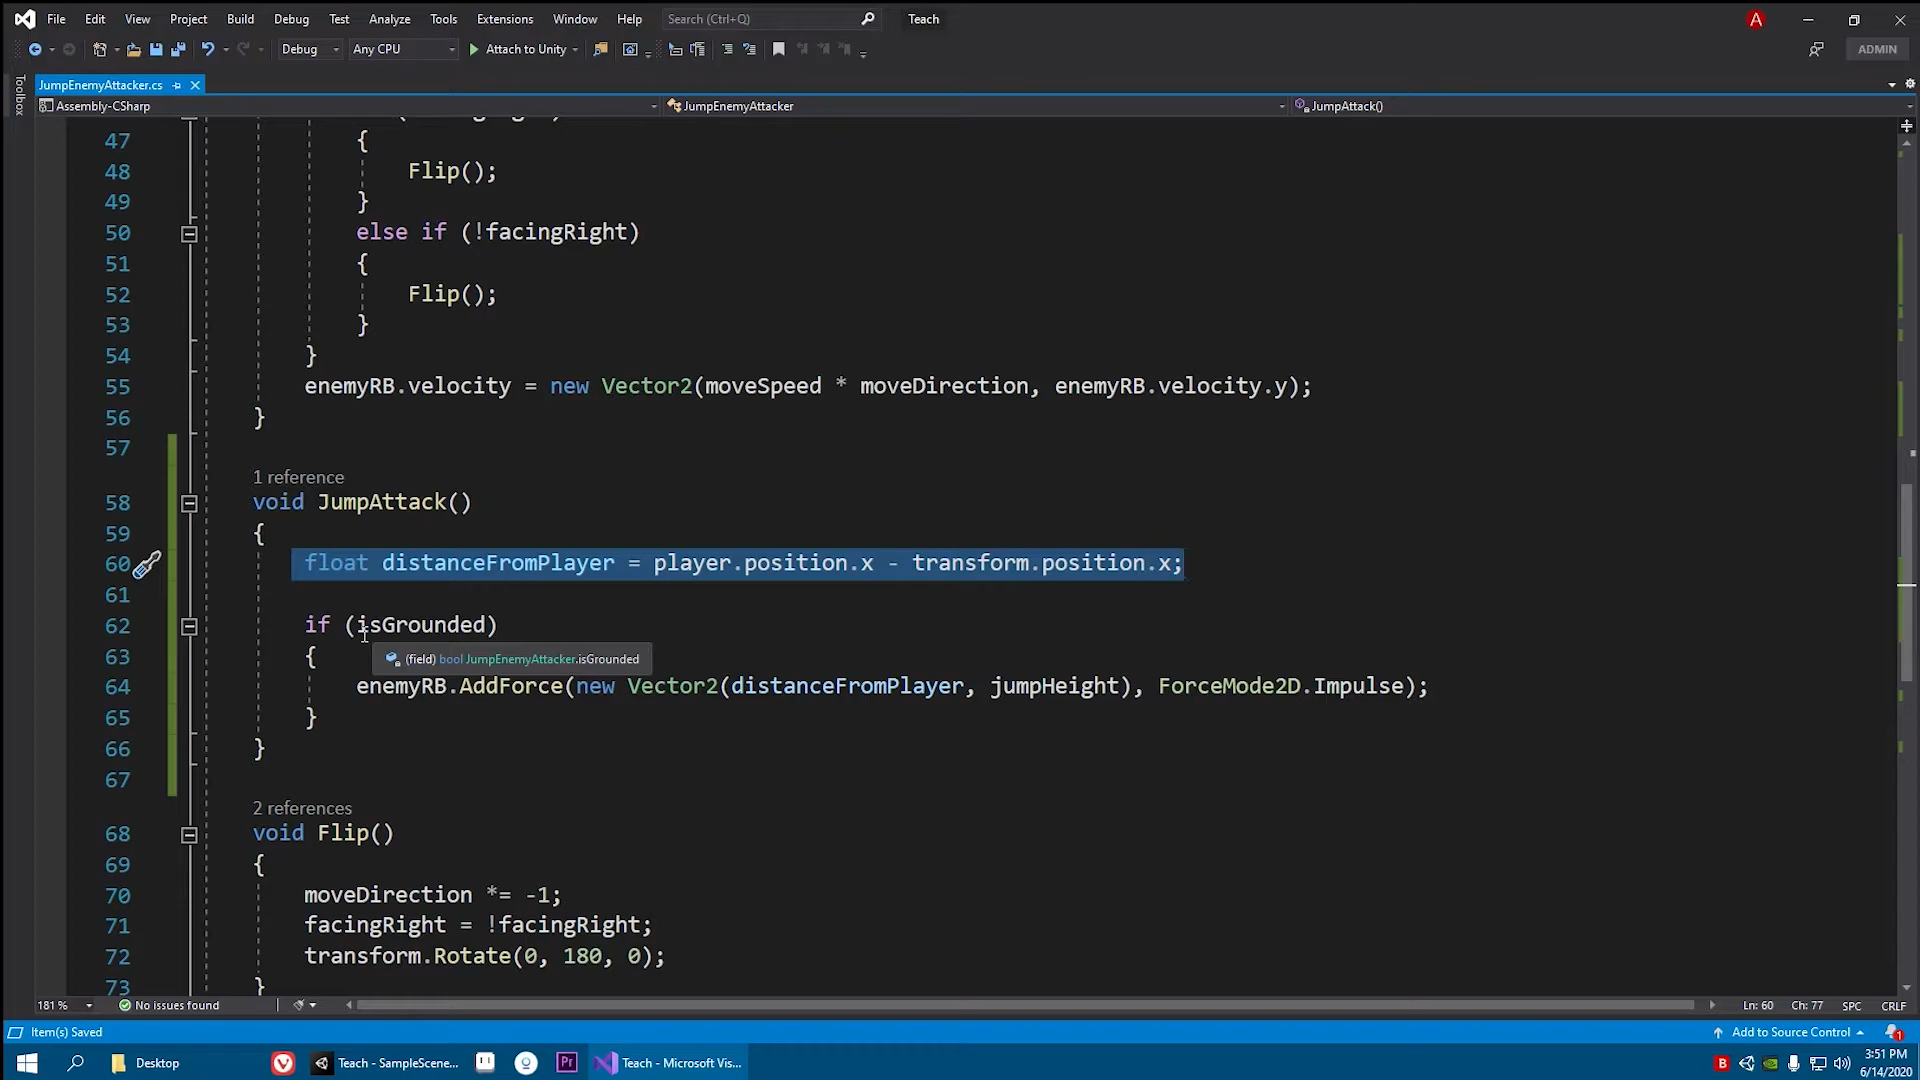 File Edit View Project Build Debug Test Analyze Tools Extensions Window Help Search (Ctrl+Q) Teach A
Debug Any CPU Attach to Unity ADMIN
Toolbox
JumpEnemyAttacker.cs
Assembly-CSharp JumpEnemyAttacker JumpAttack()
47 {
48 Flip();
49 }
50 else if (!facingRight)
51 {
52 Flip();
53 }
54 }
55 enemyRB.velocity = new Vector2(moveSpeed * moveDirection, enemyRB.velocity.y);
56 }
57
1 reference
58 void JumpAttack()
59 {
60 float distanceFromPlayer = player.position.x - transform.position.x;
61
62 if (isGrounded)
63 {
(field) bool JumpEnemyAttacker.isGrounded
64 enemyRB.AddForce(new Vector2(distanceFromPlayer, jumpHeight), ForceMode2D.Impulse);
65 }
66 }
67
2 references
68 void Flip()
69 {
70 moveDirection *= -1;
71 facingRight = !facingRight;
72 transform.Rotate(0, 180, 0);
73 }
181 % No issues found Ln: 60 Ch: 77 SPC CRLF
Item(s) Saved Add to Source Control 1
Desktop Teach - SampleScene... Pr Teach - Microsoft Vis... B 3:51 PM
6/14/2020